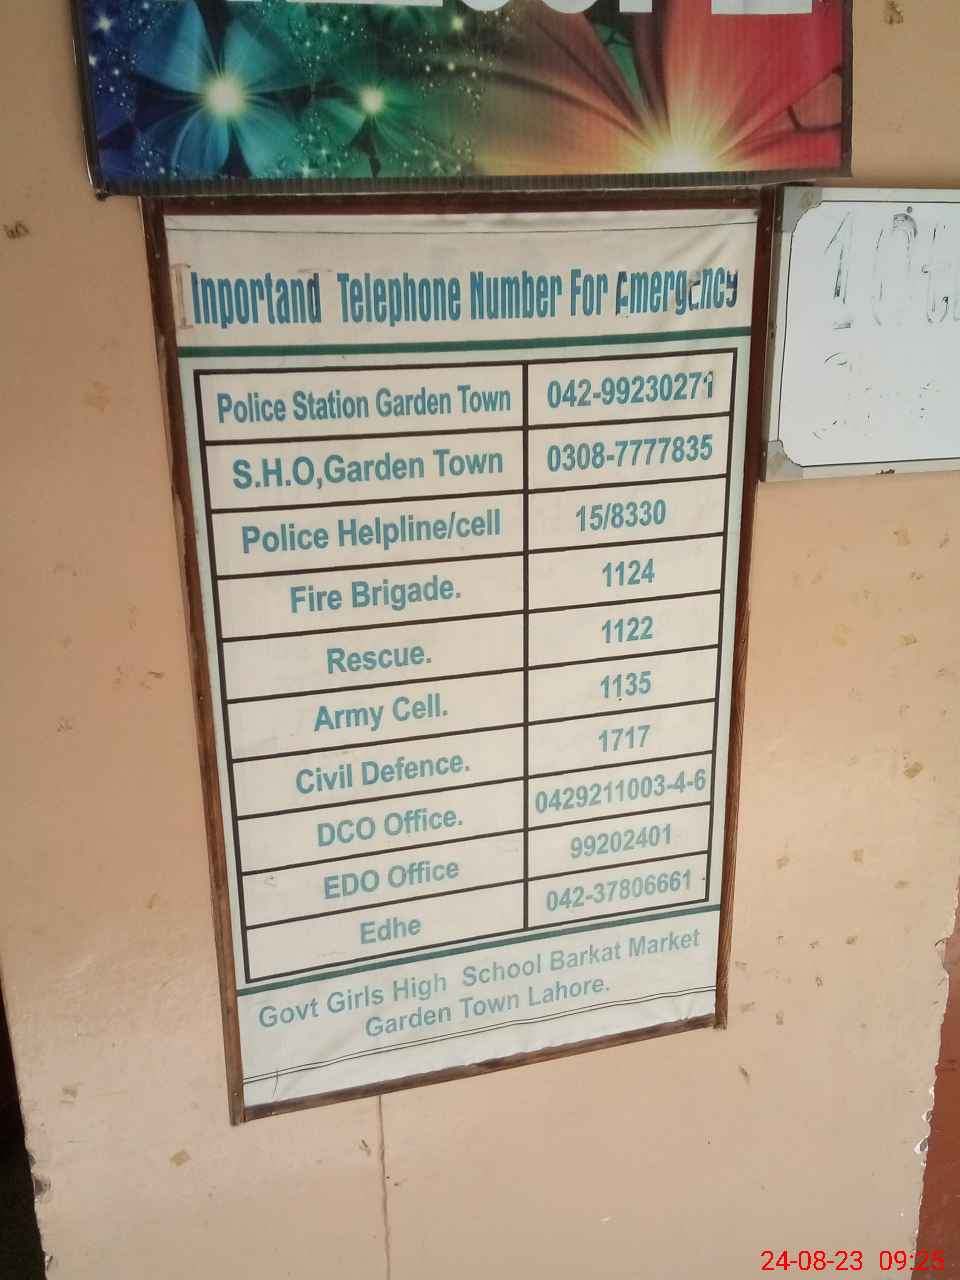 Inportand Telephone Number For Emergency
Police Station Garden Town 042-99230271
S.H.O,Garden Town 0308-7777835
Police Helpline/cell 15/8330
Fire Brigade. 1124
Rescue. 1122
Army Cell. 1135
Civil Defence. 1717
DCO Office. 0429211003-4-6
EDO Office 99202401
Edhe 042-37806661
Govt Girls High School Barkat Market
Garden Town Lahore.
24-08-23 09:25